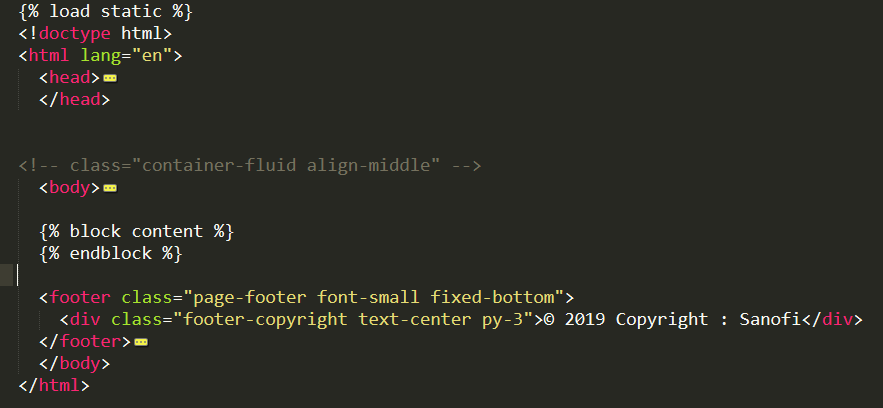 {% load static %}
<!doctype html>
<html lang="en">
<head>
</head>
<!-- class="container-fluid align-middle" -->
<body>
{% block content %}
{% endblock %}
<footer class="page-footer font-small fixed-bottom">
<div class="footer-copyright text-center py-3">© 2019 Copyright : Sanofi</div>
</footer>
</body>
</html>